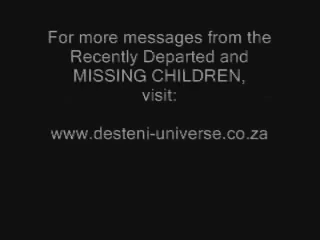 For more messages from the
Recently Departed and
MISSING CHILDREN,
visit:
www.desteni-universe.co.za